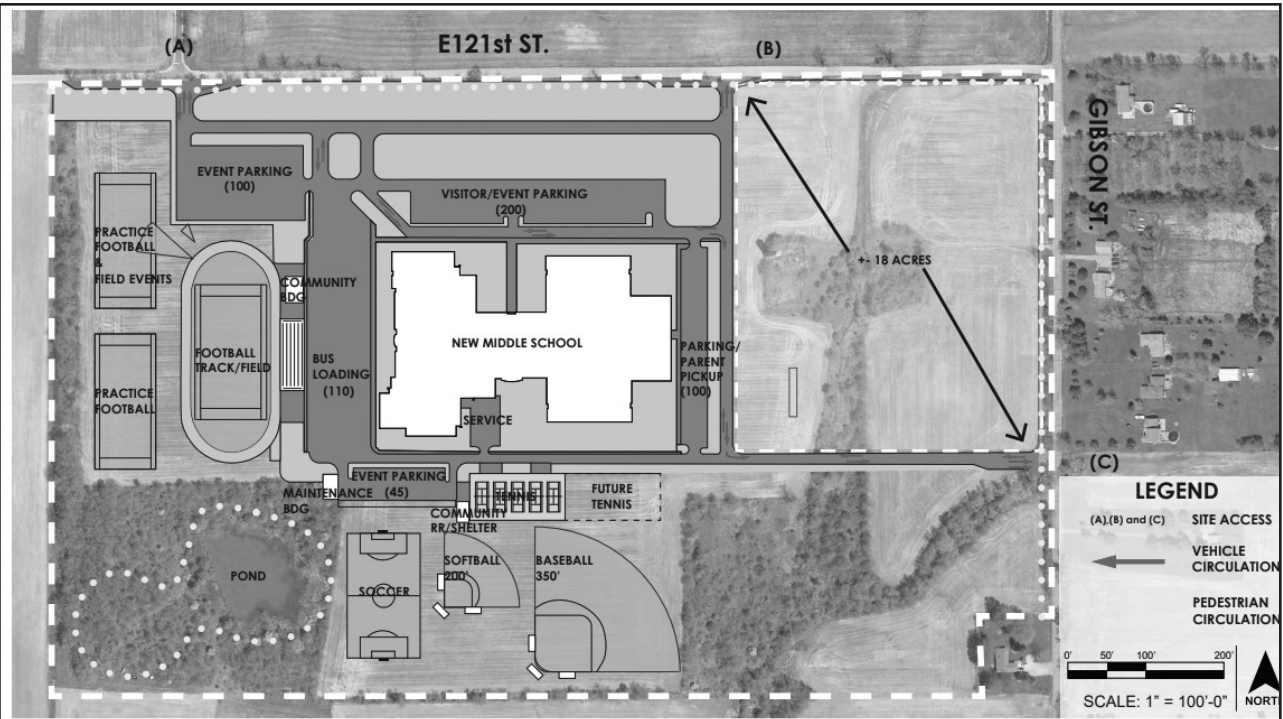 (A)
E121st ST.
(B)
GIBSON ST.
EVENT PARKING
(100)
VISITOR/EVENT PARKING
(200)
PRACTICE
FOOTBALL
&
FIELD EVENTS
+- 18 ACRES
COMMUNITY
BDG
NEW MIDDLE SCHOOL
FOOTBALL
TRACK/FIELD
BUS
LOADING
(110)
PARKING/
PARENT
PICKUP
(100)
PRACTICE
FOOTBALL
SERVICE
(C)
EVENT PARKING
(45)
MAINTENANCE
BDG
TENNIS
FUTURE
TENNIS
COMMUNITY
RR/SHELTER
POND
SOCCER
SOFTBALL
200'
BASEBALL
350'
LEGEND
(A),(B) and (C) SITE ACCESS
VEHICLE
CIRCULATION
PEDESTRIAN
CIRCULATION
0' 50' 100' 200'
SCALE: 1" = 100'-0"
NORT